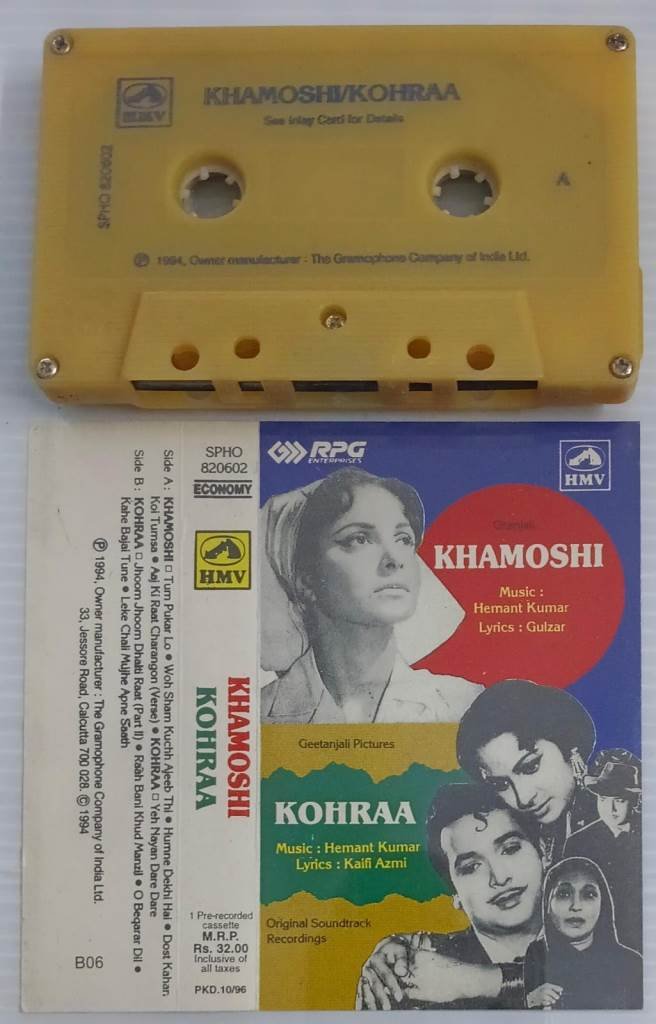 HMV
KHAMOSHI/KOHRAA
See Inlay Card for Details
SPHO 820602
A
Ⓟ 1994, Owner manufacturer : The Gramophone Company of India Ltd.
SPHO
820602
ECONOMY
HMV
KHAMOSHI
KOHRAA
1 Pre-recorded
cassette
M.R.P.
Rs. 32.00
Inclusive of
all taxes
PKD.10/96
Side A : KHAMOSHI □ Tum Pukar Lo ● Woh Sham Kuchh Ajeeb Thi ● Humne Dekhi Hai ● Dost Kahan
Koi Tumsa ● Aaj Ki Raat Charangon (Verse) ● KOHRAA □ Yeh Nayan Dare Dare
Side B : KOHRAA □ Jhoom Jhoom Dhalti Raat (Part II) ● Raah Bani Khud Manzil ● O Beqarar Dil ●
Kahe Bajai Tune ● Leke Chali Mujhe Apne Saath
Ⓟ 1994, Owner manufacturer : The Gramophone Company of India Ltd.
33, Jessore Road, Calcutta 700 028. © 1994
B06
RPG
ENTERPRISES
HMV
Gitanjali
KHAMOSHI
Music :
Hemant Kumar
Lyrics : Gulzar
Geetanjali Pictures
KOHRAA
Music : Hemant Kumar
Lyrics : Kaifi Azmi
Original Soundtrack
Recordings